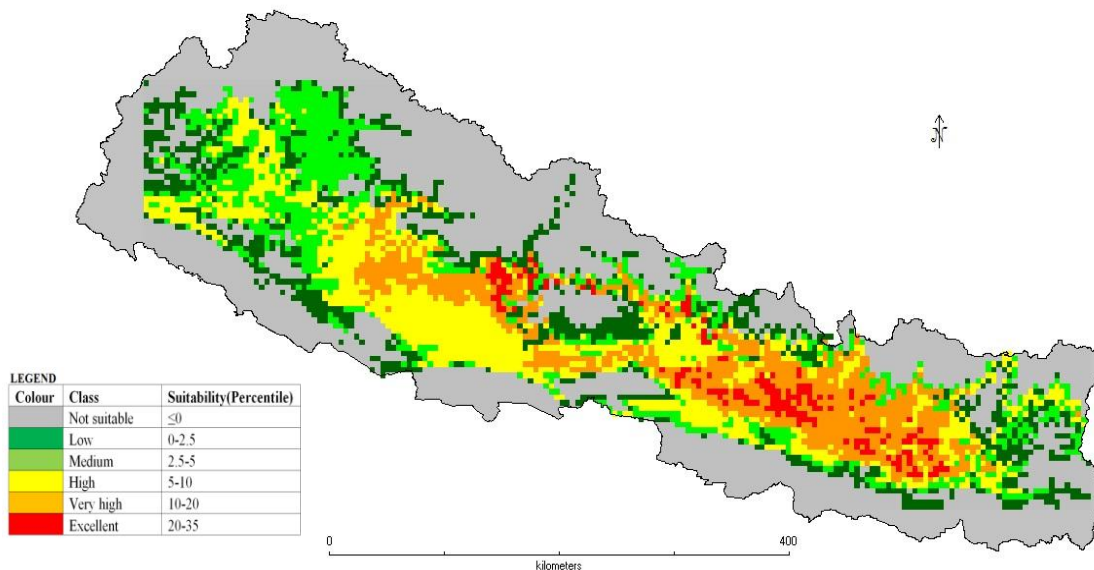 N
LEGEND
Colour Class Suitability(Percentile)
Not suitable ≤0
Low 0-2.5
Medium 2.5-5
High 5-10
Very high 10-20
Excellent 20-35
0 400
kilometers